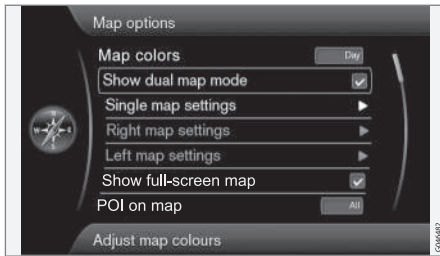 Map options
Map colors
Day
Show dual map mode
Single map settings
Right map settings
Left map settings
Show full-screen map
POI on map
All
Adjust map colours
N
W
E
S
G046482